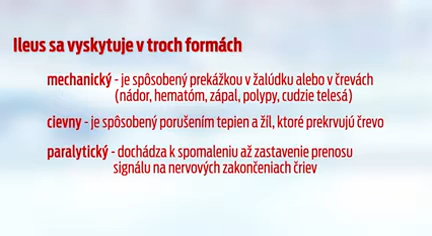 Ileus sa vyskytuje v troch formách
mechanický - je spôsobený prekážkou v žalúdku alebo v črevách
(nádor, hematóm, zápal, polypy, cudzie telesá)
cievny - je spôsobený porušením tepien a žíl, ktoré prekrvujú črevo
paralytický - dochádza k spomaleniu až zastavenie prenosu
signálu na nervových zakončeniach čriev